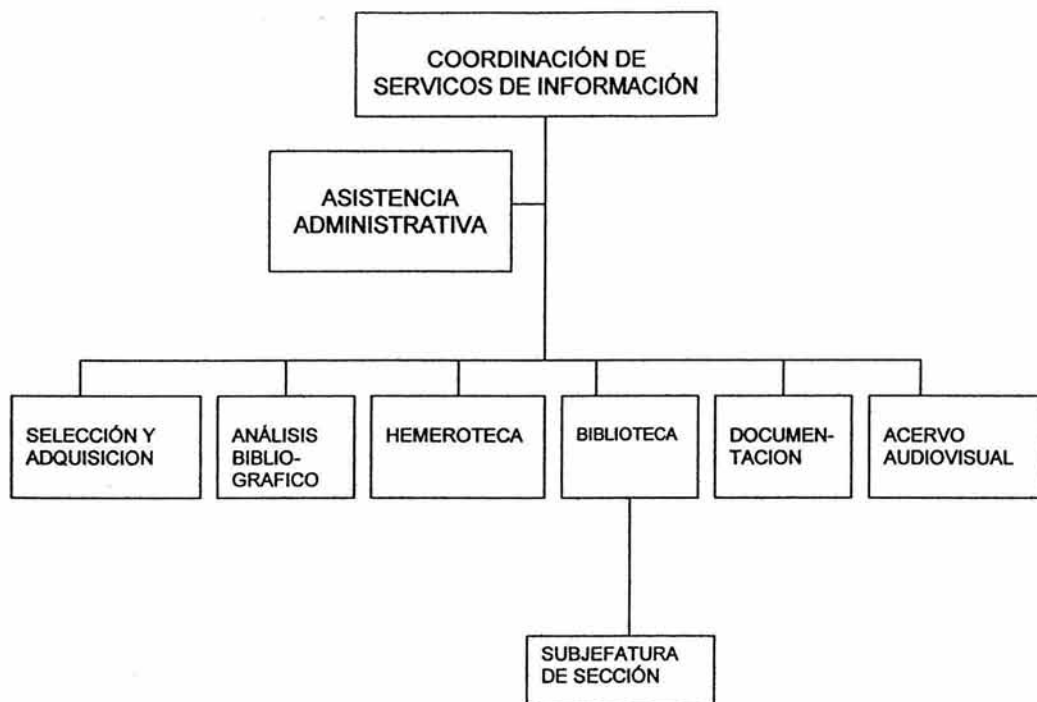 COORDINACIÓN DE
SERVICOS DE INFORMACIÓN
ASISTENCIA
ADMINISTRATIVA
SELECCIÓN Y
ADQUISICION
ANÁLISIS
BIBLIO-
GRAFICO
HEMEROTECA
BIBLIOTECA
DOCUMEN-
TACION
ACERVO
AUDIOVISUAL
SUBJEFATURA
DE SECCIÓN